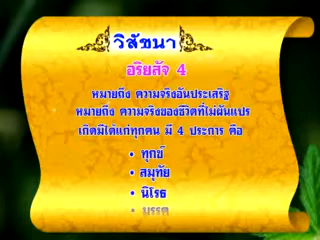 วิสัชนา
อริยสัจ 4
หมายถึง ความจริงอันประเสริฐ
หมายถึง ความจริงของชีวิตที่ไม่ผันแปร
เกิดมีได้แก่ทุกคน มี 4 ประการ คือ
• ทุกข์
• สมุทัย
• นิโรธ
• มรรค